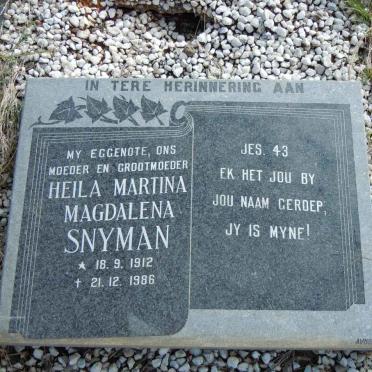 IN TERE HERINNERING AAN
MY EGGENOTE, ONS
MOEDER EN GROOTMOEDER
HEILA MARTINA
MAGDALENA
SNYMAN
* 18. 9. 1912
† 21. 12. 1986
JES. 43
EK HET JOU BY
JOU NAAM GEROEP,
JY IS MYNE!